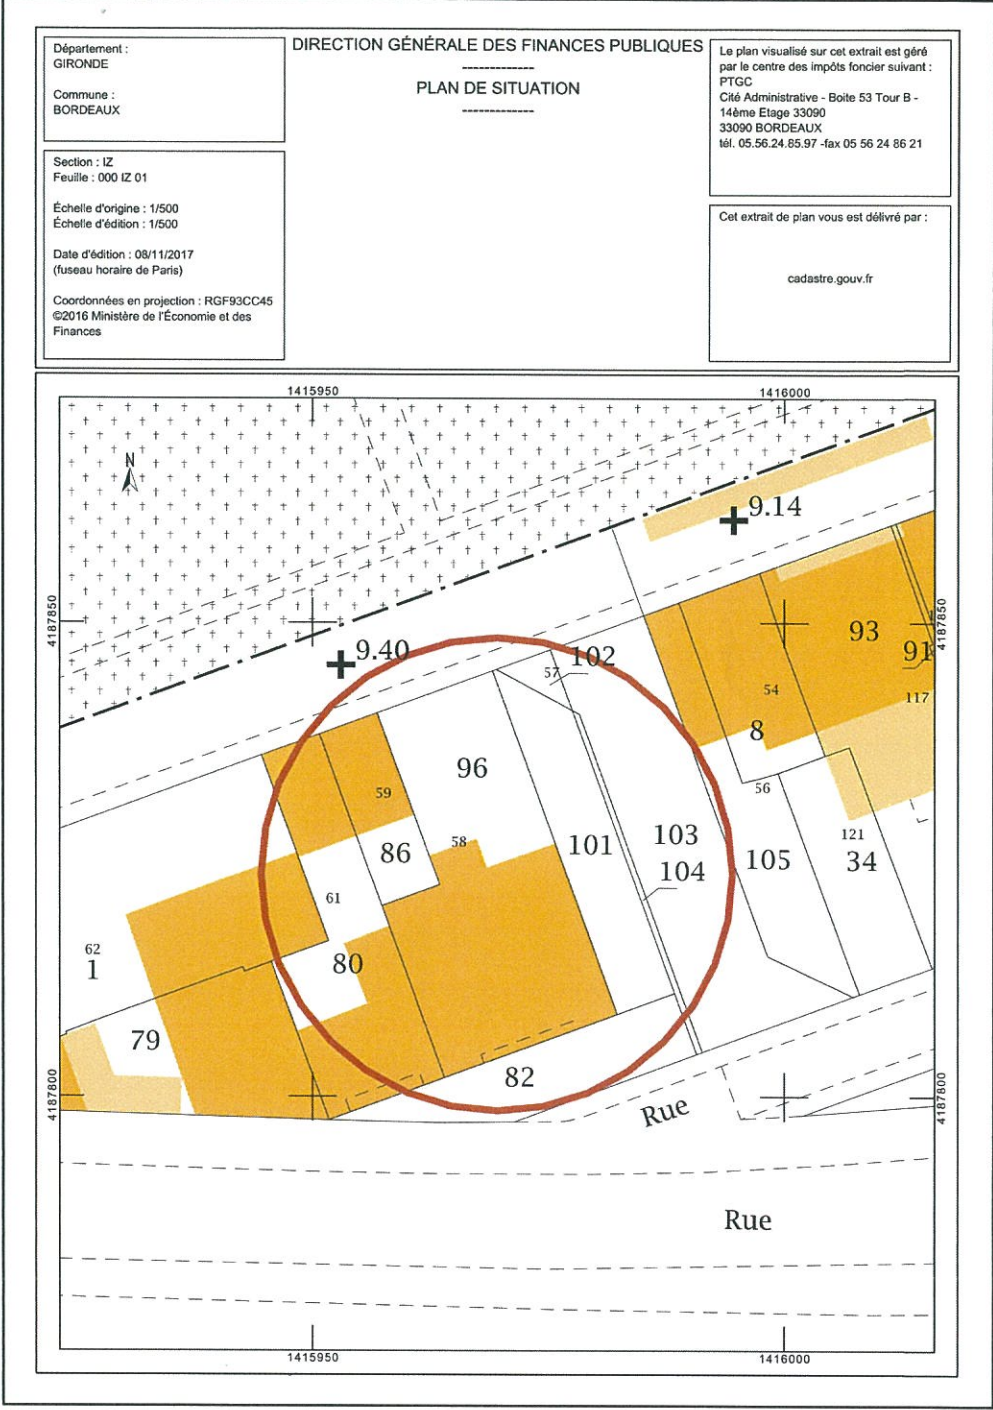 Département :
GIRONDE
Commune :
BORDEAUX
Section : IZ
Feuille : 000 IZ 01
Échelle d'origine : 1/500
Échelle d'édition : 1/500
Date d'édition : 08/11/2017
(fuseau horaire de Paris)
Coordonnées en projection : RGF93CC45
©2016 Ministère de l'Économie et des
Finances
DIRECTION GÉNÉRALE DES FINANCES PUBLIQUES
-------------
PLAN DE SITUATION
-------------
Le plan visualisé sur cet extrait est géré
par le centre des impôts foncier suivant :
PTGC
Cité Administrative - Boite 53 Tour B -
14ème Etage 33090
33090 BORDEAUX
tél. 05.56.24.85.97 -fax 05 56 24 86 21
Cet extrait de plan vous est délivré par :
cadastre.gouv.fr
1415950
1416000
N
9.14
4187850
4187850
9.40
93
91
102
57
117
54
8
96
56
59
58
86
101
103
121
104
105
34
61
62
1
80
79
82
4187800
4187800
Rue
Rue
1415950
1416000